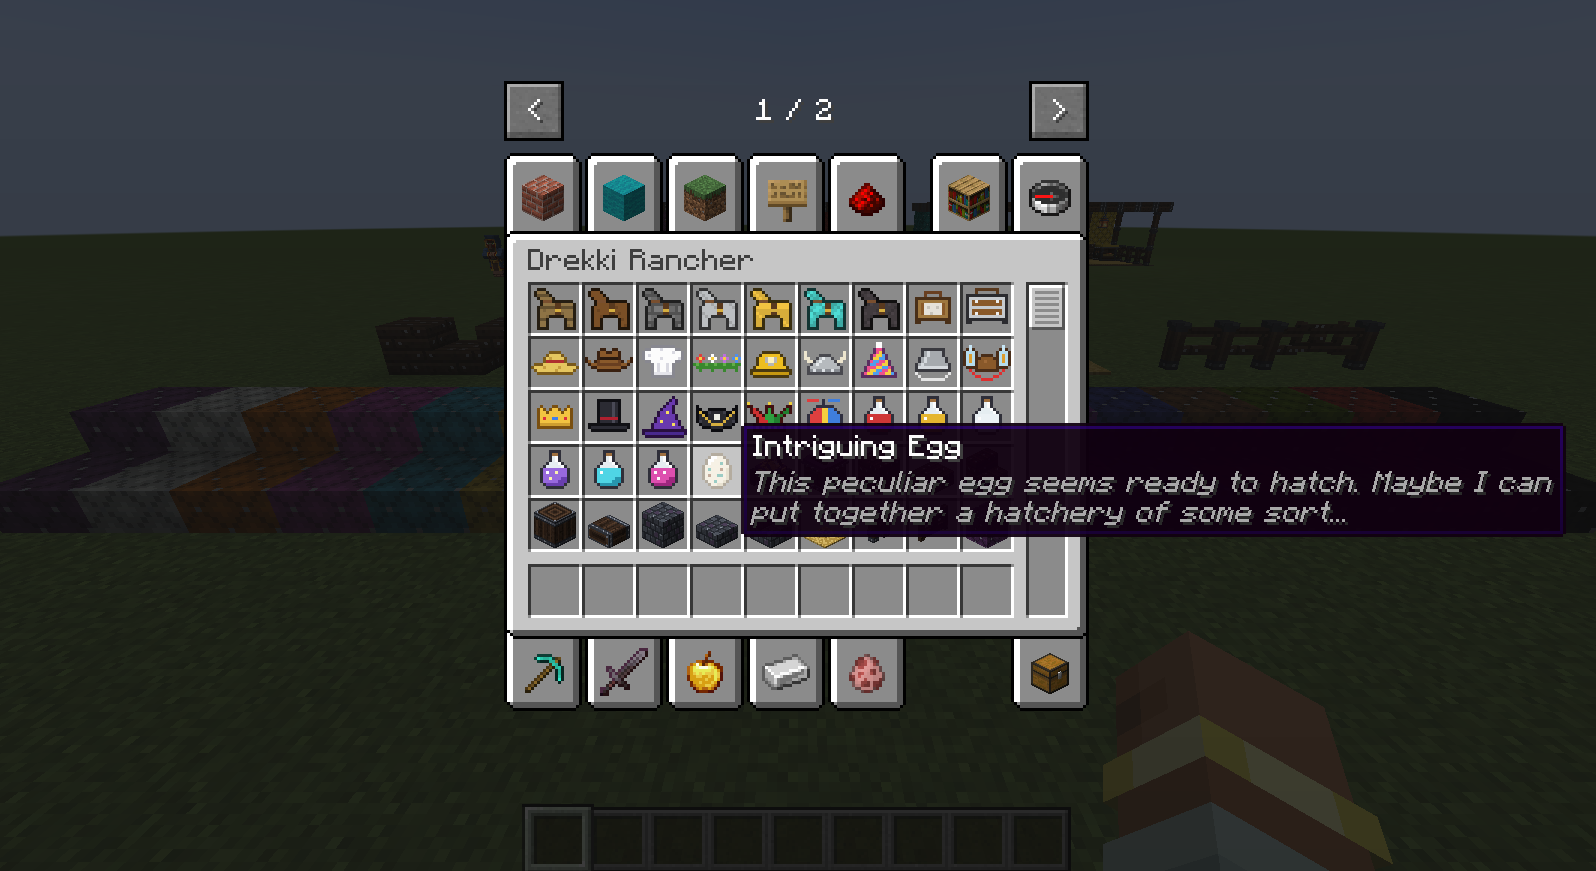 1 / 2
Drekki Rancher
Intriguing Egg
This peculiar egg seems ready to hatch. Maybe I can
put together a hatchery of some sort...